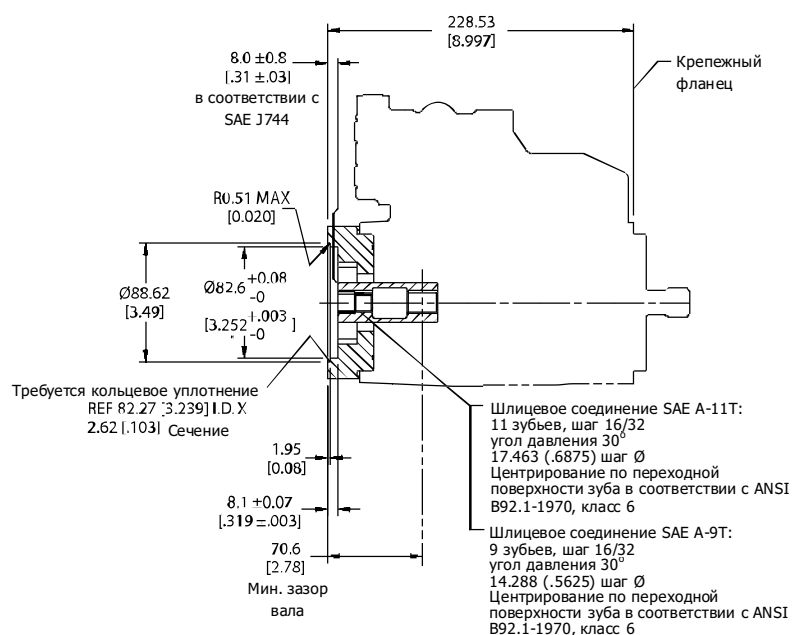 228.53
[8.997]
8.0 ±0.8
[.31 ±.03]
в соответствии с
SAE J744
Крепежный
фланец
R0.51 MAX
[0.020]
Ø88.62
[3.49]
Ø82.6 +0.08
-0
[3.252 +.003 ]
-0
Требуется кольцевое уплотнение
REF 82.27 [3.239] I.D. X
2.62 [.103] Сечение
1.95
[0.08]
8.1 ±0.07
[.319 ±.003]
70.6
[2.78]
Мин. зазор
вала
Шлицевое соединение SAE A-11T:
11 зубьев, шаг 16/32
угол давления 30°
17.463 (.6875) шаг Ø
Центрирование по переходной
поверхности зуба в соответствии с ANSI
B92.1-1970, класс 6
Шлицевое соединение SAE A-9T:
9 зубьев, шаг 16/32
угол давления 30°
14.288 (.5625) шаг Ø
Центрирование по переходной
поверхности зуба в соответствии с ANSI
B92.1-1970, класс 6